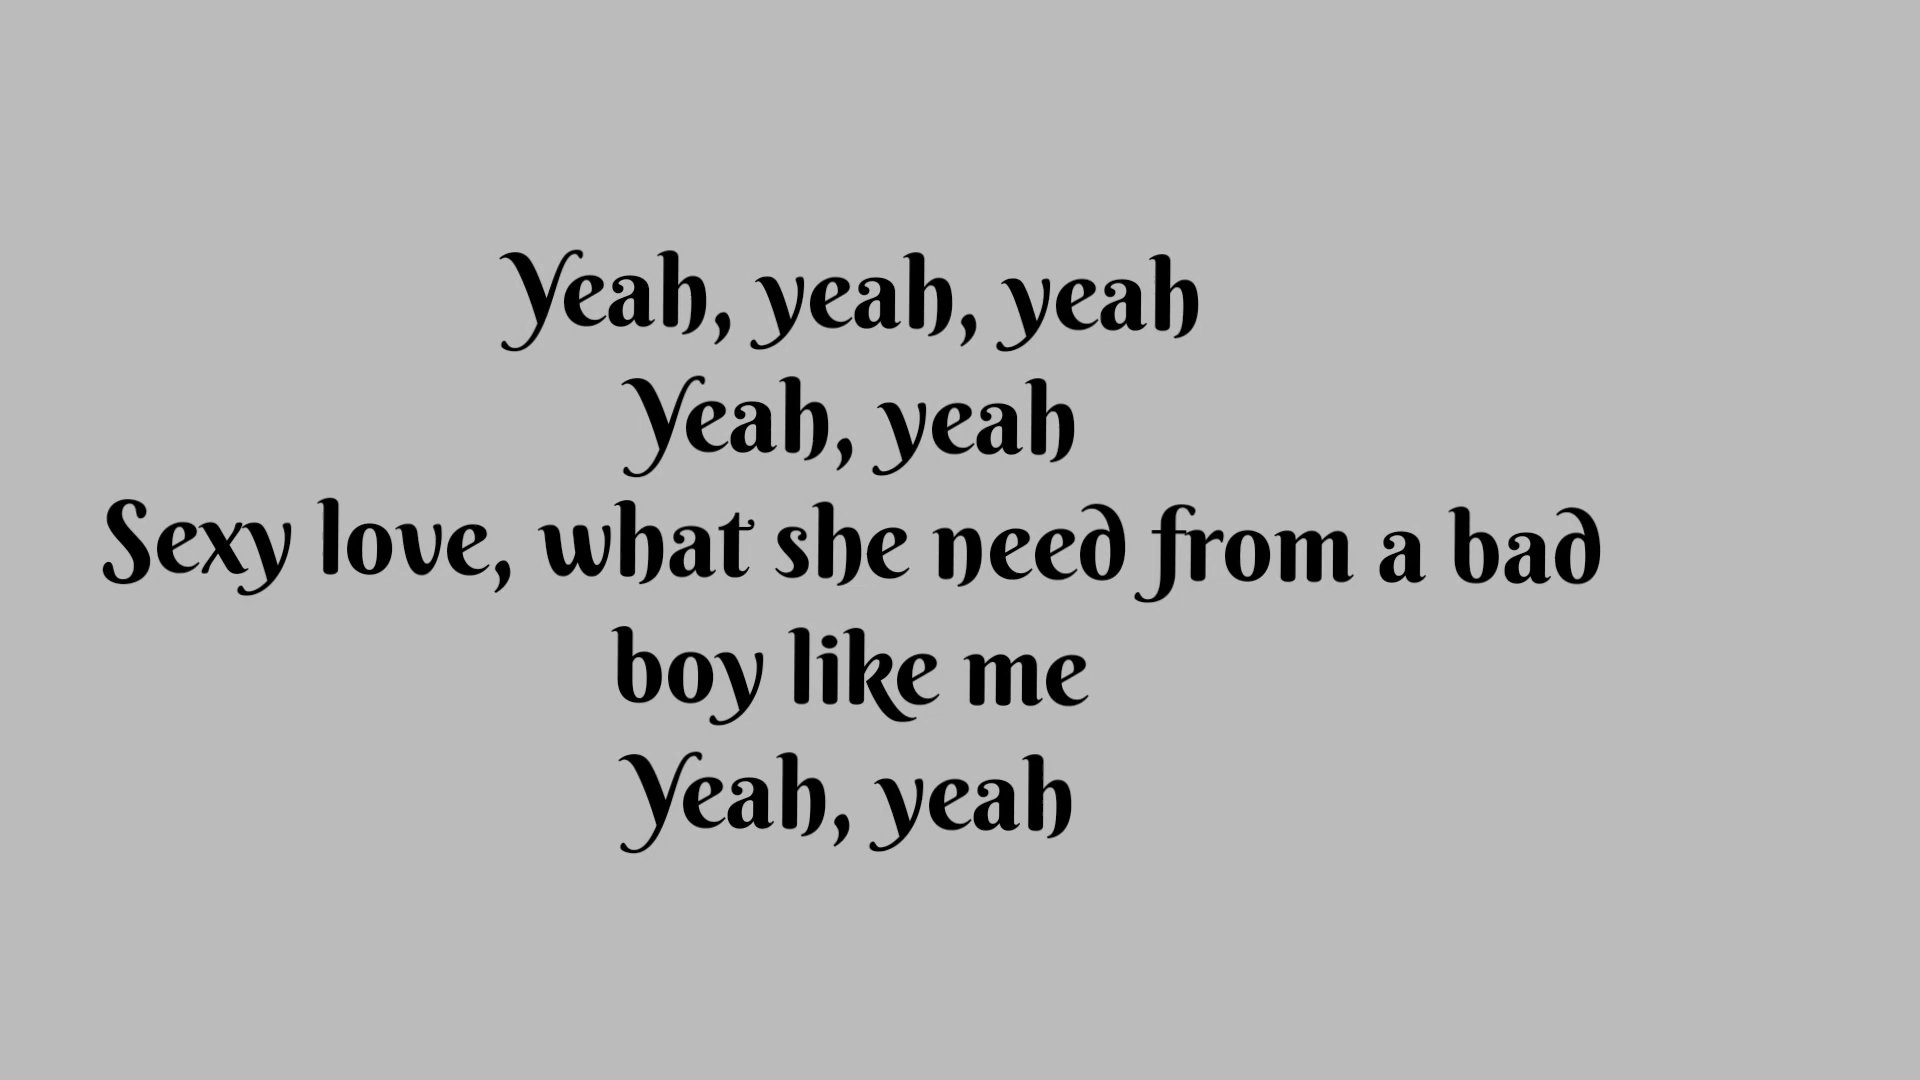 Yeah, yeah, yeah
Yeah, yeah
Sexy love, what she need from a bad
boy like me
Yeah, yeah